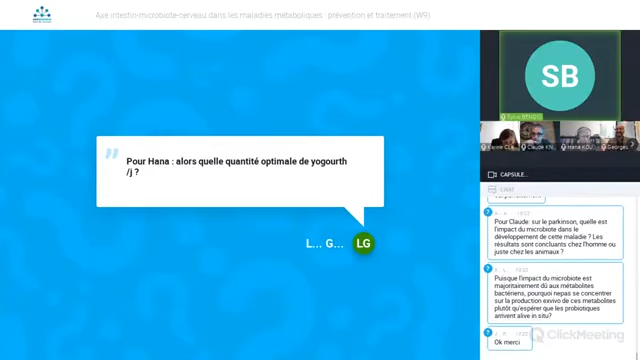 Axe intestin-microbiote-cerveau dans les maladies métaboliques : prévention et traitement (W9)
Pour Hana : alors quelle quantité optimale de yogourth
/j ?
L... G...
LG
SB
CAPSULE...
CHAT
Pour Claude: sur le parkinson, quelle est
l'impact du microbiote dans le
développement de cette maladie ? Les
résultats sont concluants chez l'homme ou
juste chez les animaux ?
Puisque l'impact du microbiote est
majoritairement dû aux métabolites
bactériens, pourquoi nepas se concentrer
sur la production exvivo de ces metabolites
plutôt qu'espérer que les probiotiques
arrivent alive in situ?
Ok merci
ClickMeeting